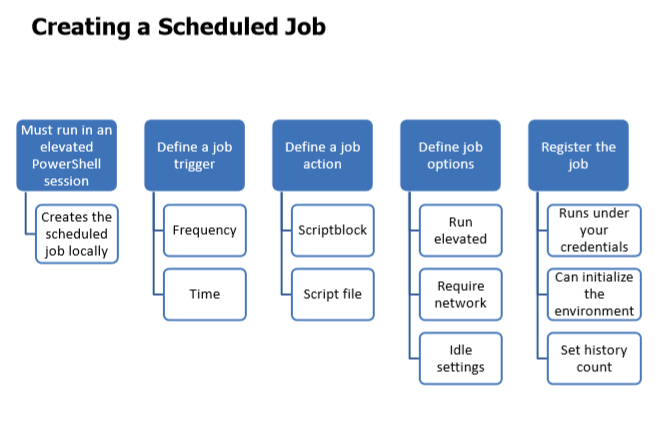 Creating a Scheduled Job
Must run in an
elevated
PowerShell
session
Creates the
scheduled
job locally
Define a job
trigger
Frequency
Time
Define a job
action
Scriptblock
Script file
Define job
options
Run
elevated
Require
network
Idle
settings
Register the
job
Runs under
your
credentials
Can initialize
the
environment
Set history
count